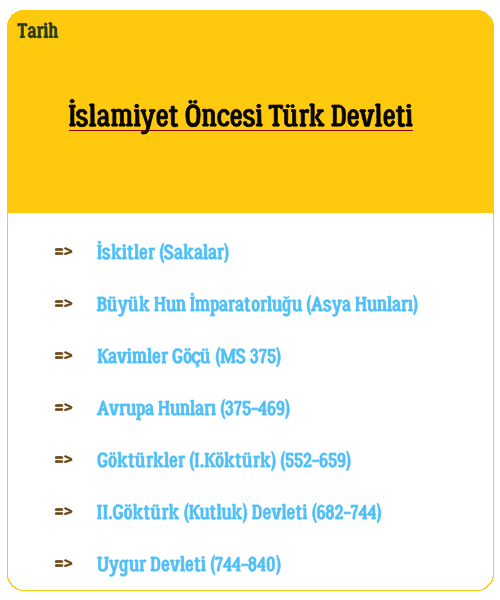 Tarih
İslamiyet Öncesi Türk Devleti
=> İskitler (Sakalar)
=> Büyük Hun İmparatorluğu (Asya Hunları)
=> Kavimler Göçü (MS 375)
=> Avrupa Hunları (375-469)
=> Göktürkler (I.Köktürk) (552-659)
=> II.Göktürk (Kutluk) Devleti (682-744)
=> Uygur Devleti (744-840)